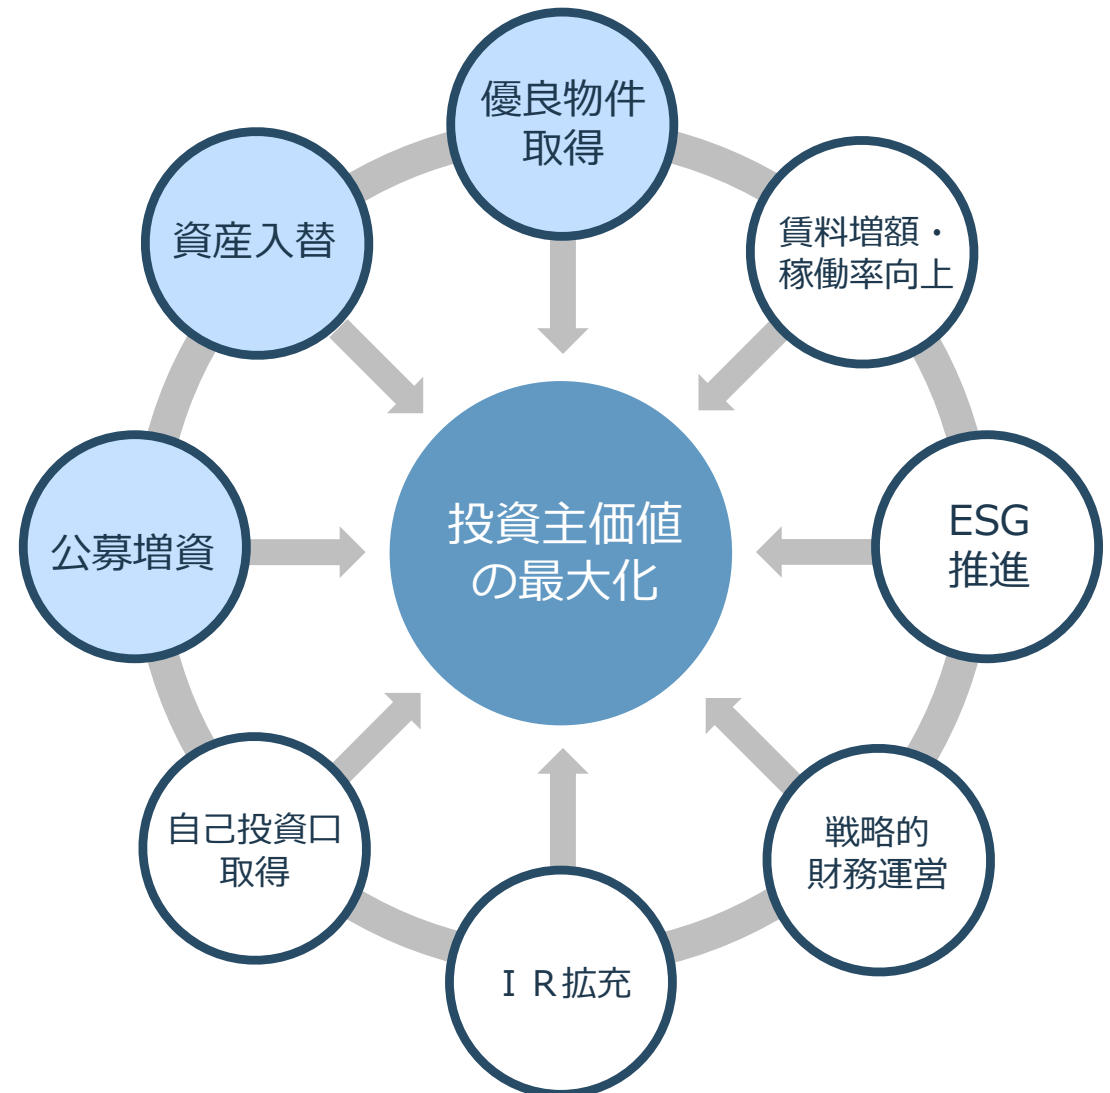 優良物件
取得
賃料増額・
稼働率向上
ESG
推進
戦略的
財務運営
ＩＲ拡充
自己投資口
取得
公募増資
資産入替
投資主価値
の最大化